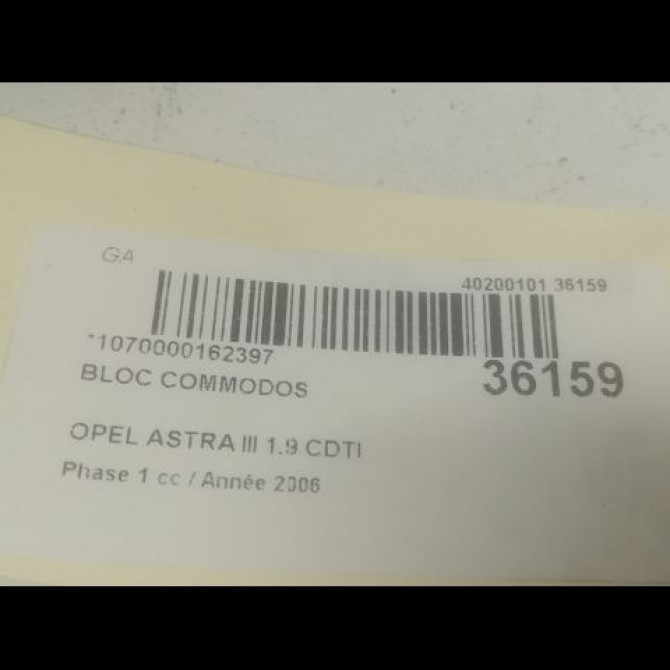 GA
40200101 36159
*1070000162397
36159
BLOC COMMODOS
OPEL ASTRA III 1.9 CDTI
Phase 1 cc / Année 2006